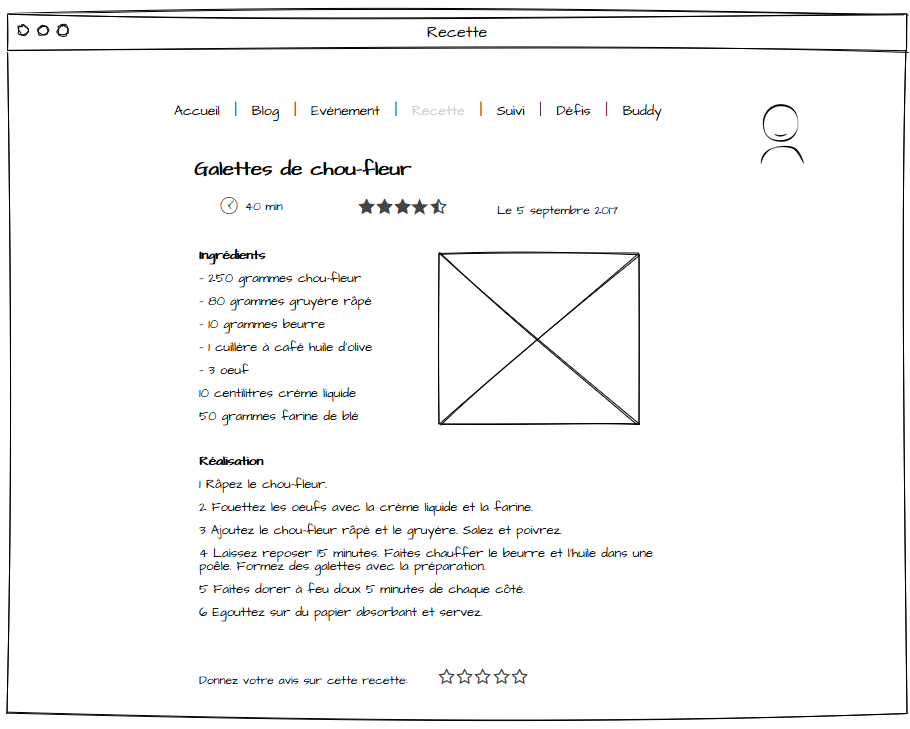 Recette
Accueil | Blog | Evènement | Recette | Suivi | Défis | Buddy
Galettes de chou-fleur
40 min
Le 5 septembre 2017
Ingrédients
- 250 grammes chou-fleur
- 80 grammes gruyère râpé
- 10 grammes beurre
- 1 cuillère à café huile d'olive
- 3 oeuf
10 centilitres crème liquide
50 grammes farine de blé
Réalisation
1 Râpez le chou-fleur.
2 Fouettez les oeufs avec la crème liquide et la farine.
3 Ajoutez le chou-fleur râpé et le gruyère. Salez et poivrez.
4 Laissez reposer 15 minutes. Faites chauffer le beurre et l'huile dans une
poêle. Formez des galettes avec la préparation.
5 Faites dorer à feu doux 5 minutes de chaque côté.
6 Egouttez sur du papier absorbant et servez.
Donnez votre avis sur cette recette: